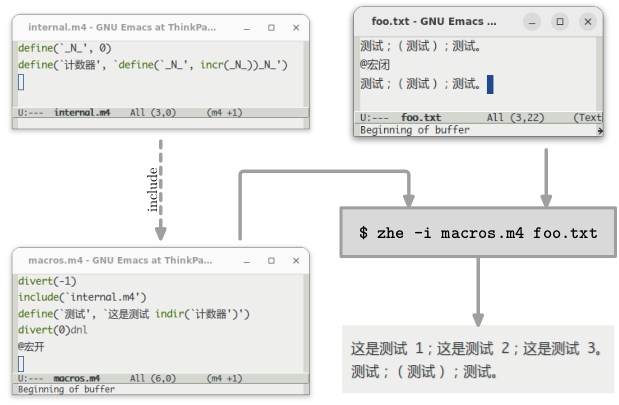 internal.m4 - GNU Emacs at ThinkPa...
define(`_N_', 0)
define(`计数器', `define(`_N_', incr(_N_))_N_')
U:--- internal.m4 All (3,0) (m4 +1)
foo.txt - GNU Emacs ...
测试；（测试）；测试。
@宏闭
测试；（测试）；测试。
U:--- foo.txt All (3,22) (Text
Beginning of buffer
include
$ zhe -i macros.m4 foo.txt
macros.m4 - GNU Emacs at ThinkPa...
divert(-1)
include(`internal.m4')
define(`测试', `这是测试 indir(`计数器')')
divert(0)dnl
@宏开
U:--- macros.m4 All (6,0) (m4 +1)
Beginning of buffer
这是测试 1；这是测试 2；这是测试 3。
测试；（测试）；测试。